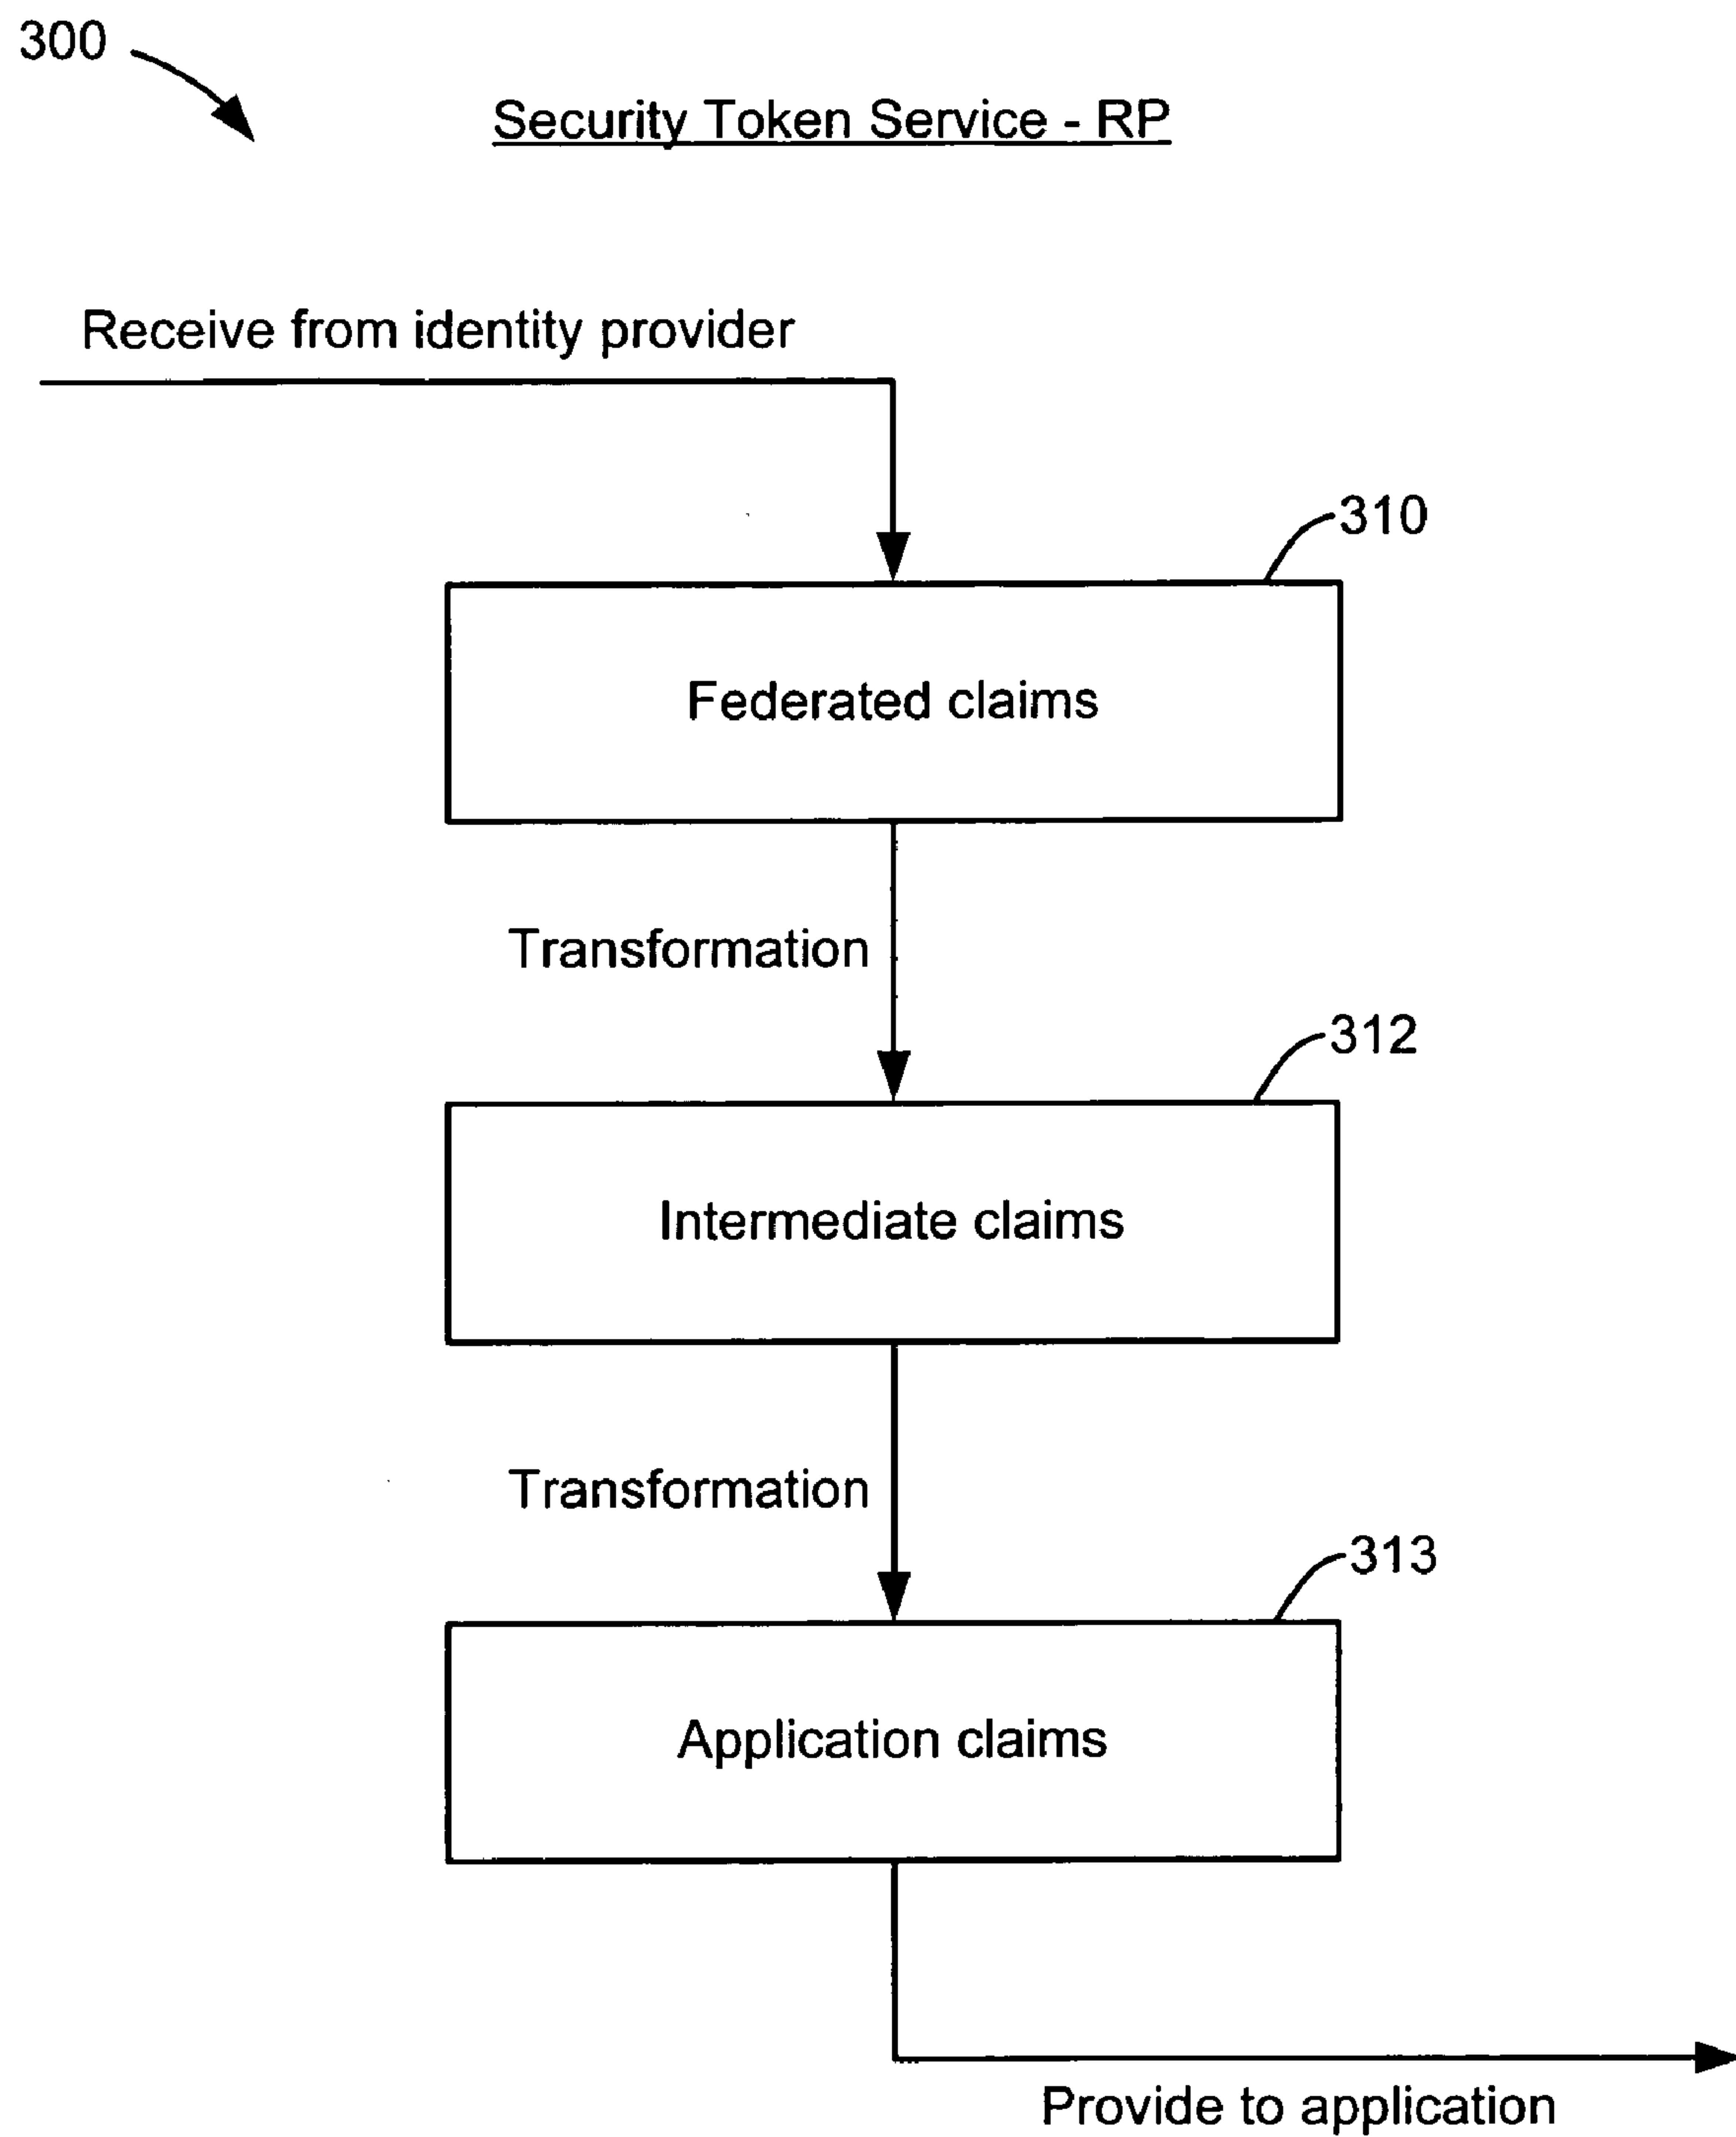 300
Security Token Service - RP
Receive from identity provider
310
Federated claims
Transformation
312
Intermediate claims
Transformation
313
Application claims
Provide to application